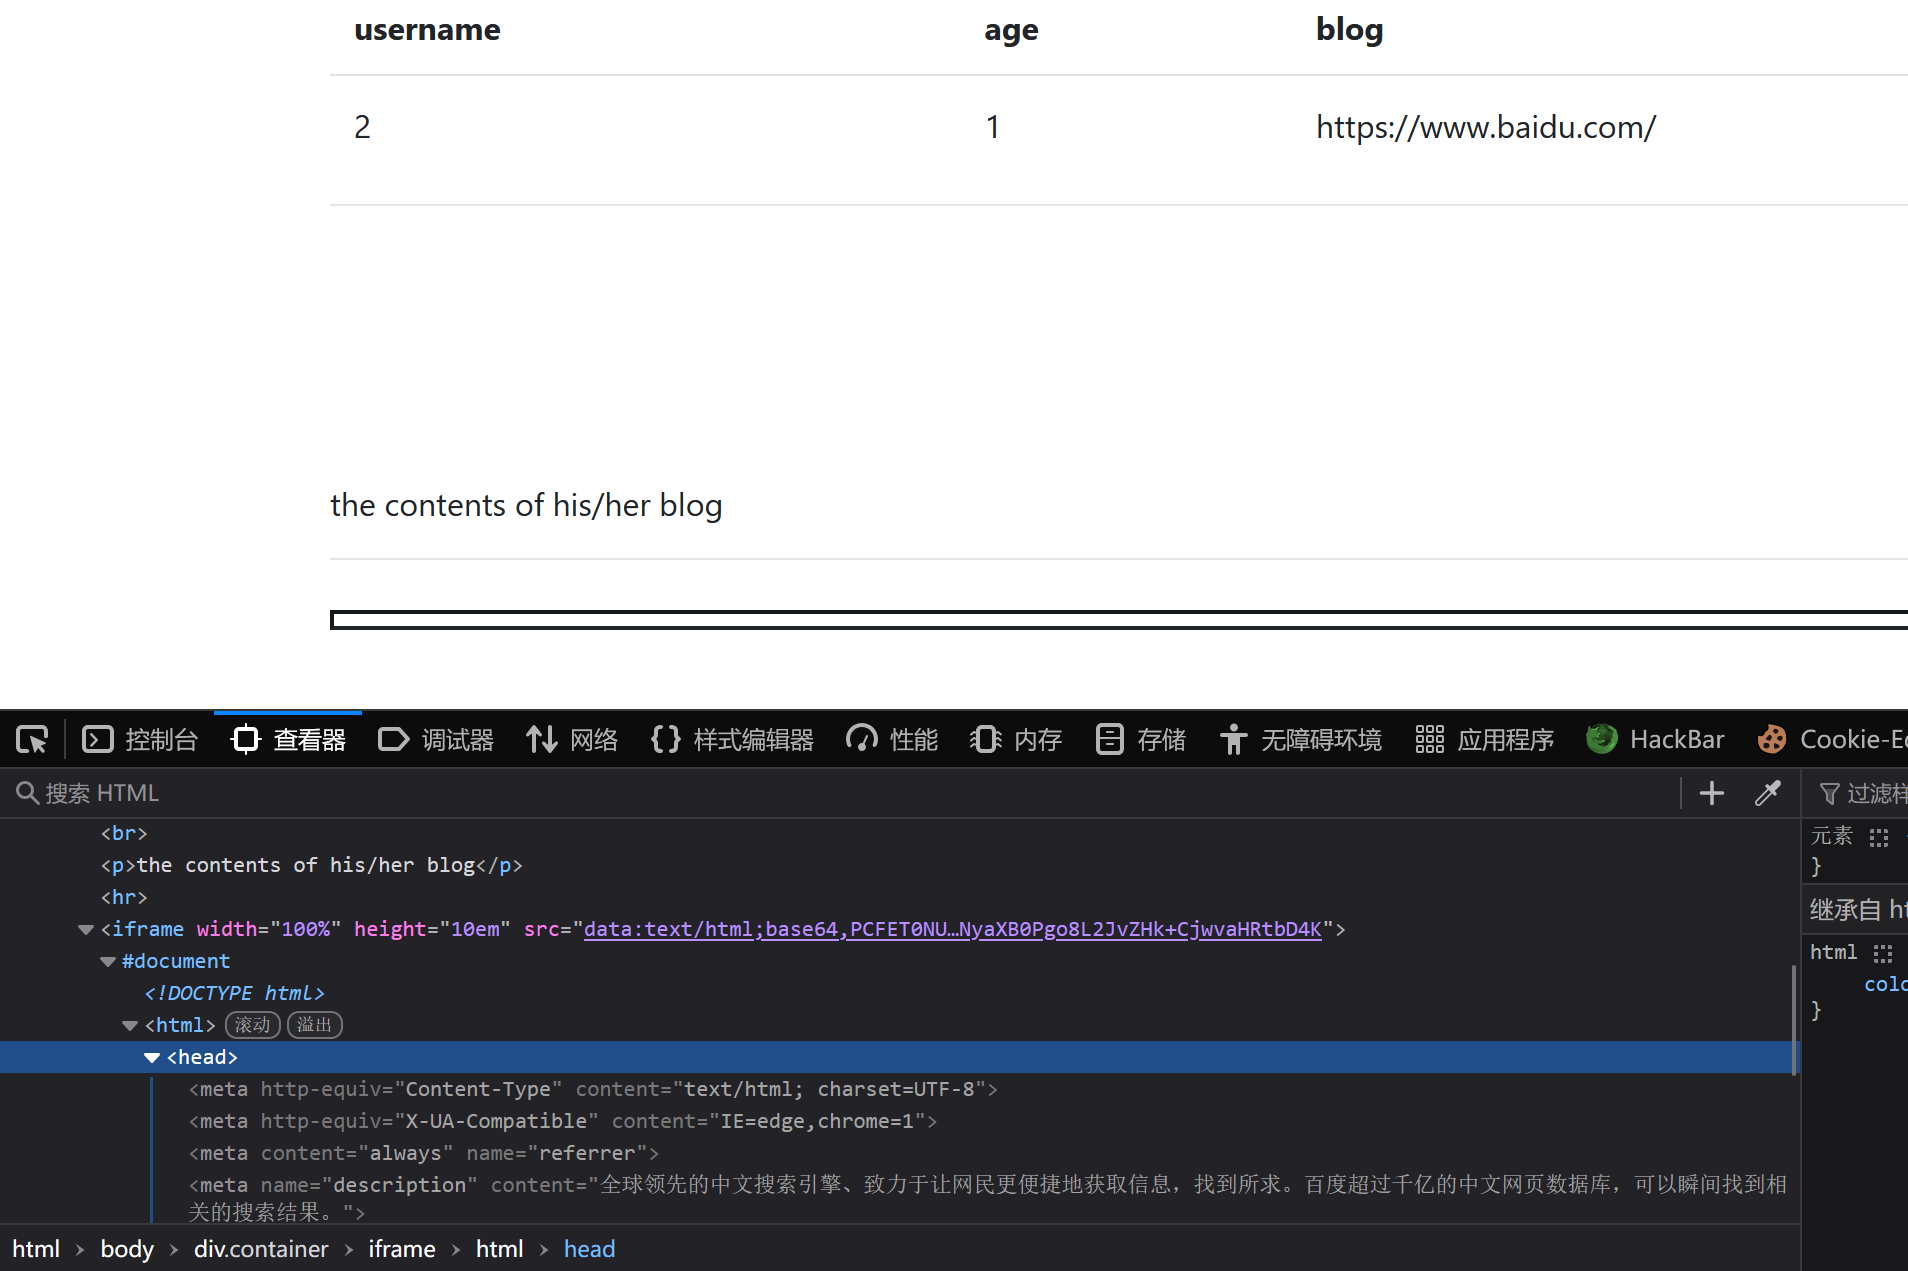 username age blog
2 1 https://www.baidu.com/
the contents of his/her blog
控制台 查看器 调试器 网络 样式编辑器 性能 内存 存储 无障碍环境 应用程序 HackBar
搜索 HTML
<br>
<p>the contents of his/her blog</p>
<hr>
<iframe width="100%" height="10em" src="data:text/html;base64,PCFET0NU…NyaXB0Pgo8L2JvZHk+CjwvaHRtbD4K">
#document
<!DOCTYPE html>
<html> 滚动 溢出
<head>
<meta http-equiv="Content-Type" content="text/html; charset=UTF-8">
<meta http-equiv="X-UA-Compatible" content="IE=edge,chrome=1">
<meta content="always" name="referrer">
<meta name="description" content="全球领先的中文搜索引擎、致力于让网民更便捷地获取信息，找到所求。百度超过千亿的中文网页数据库，可以瞬间找到相
关的搜索结果。">
元素
}
继承自
html
}
html › body › div.container › iframe › html › head